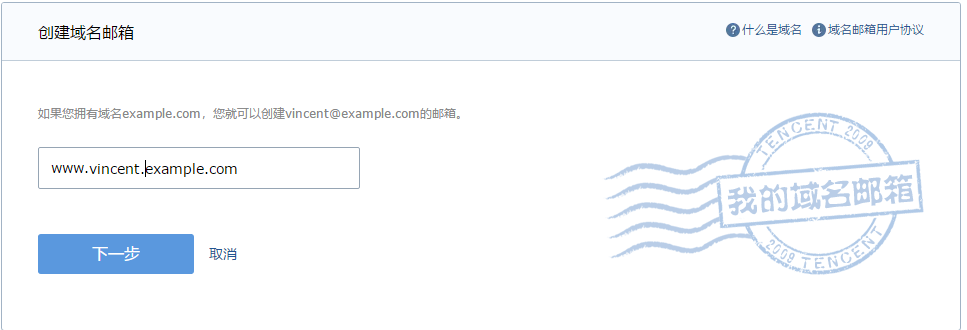 创建域名邮箱
什么是域名 域名邮箱用户协议
如果您拥有域名example.com，您就可以创建vincent@example.com的邮箱。
www.vincent.example.com
TENCENT 2009
我的域名邮箱
2009 TENCENT
下一步 取消